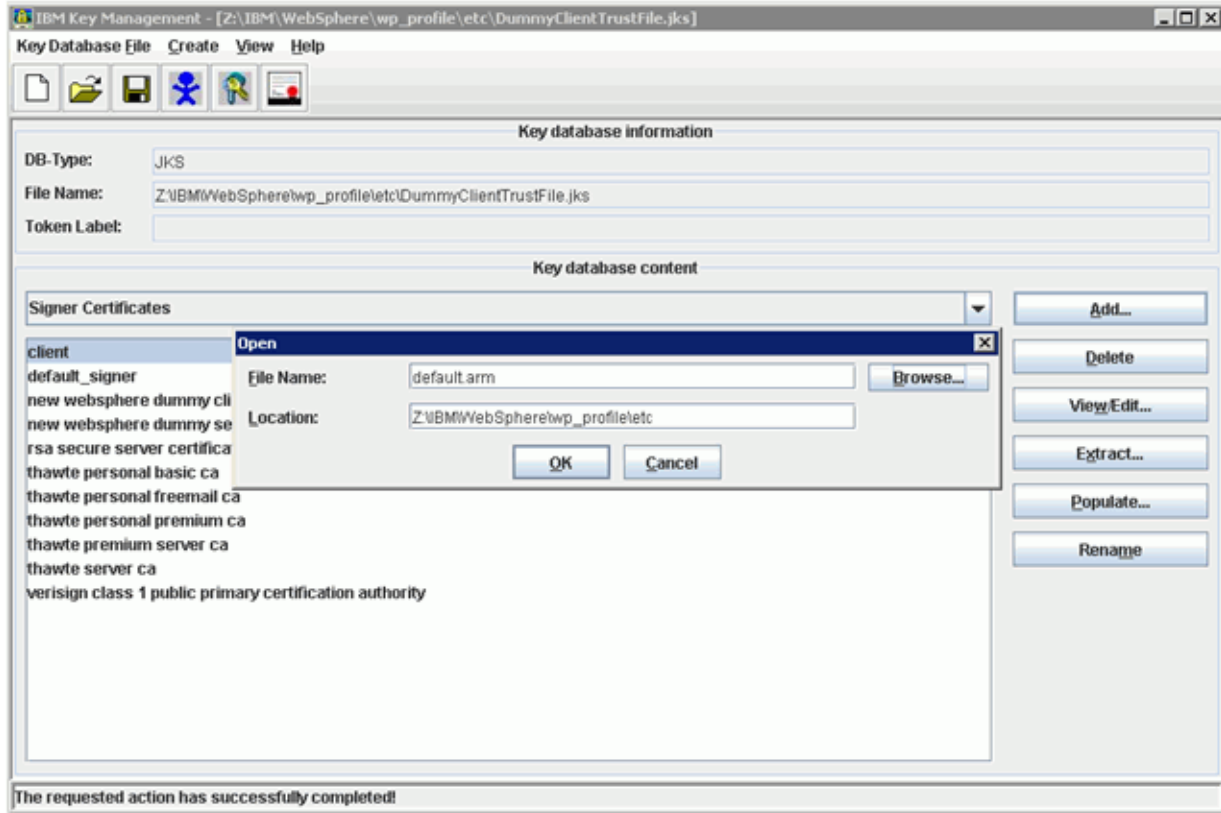 IBM Key Management - [Z:\IBM\WebSphere\wp_profile\etc\DummyClientTrustFile.jks]
Key Database File Create View Help
Key database information
DB-Type: JKS
File Name: Z:\IBM\WebSphere\wp_profile\etc\DummyClientTrustFile.jks
Token Label:
Key database content
Signer Certificates
Add...
client
default_signer
new websphere dummy cli
new websphere dummy se
rsa secure server certifica
thawte personal basic ca
thawte personal freemail ca
thawte personal premium ca
thawte premium server ca
thawte server ca
verisign class 1 public primary certification authority
Open
File Name: default.arm Browse...
Location: Z:\IBM\WebSphere\wp_profile\etc
OK Cancel
Delete
View/Edit...
Extract...
Populate...
Rename
The requested action has successfully completed!